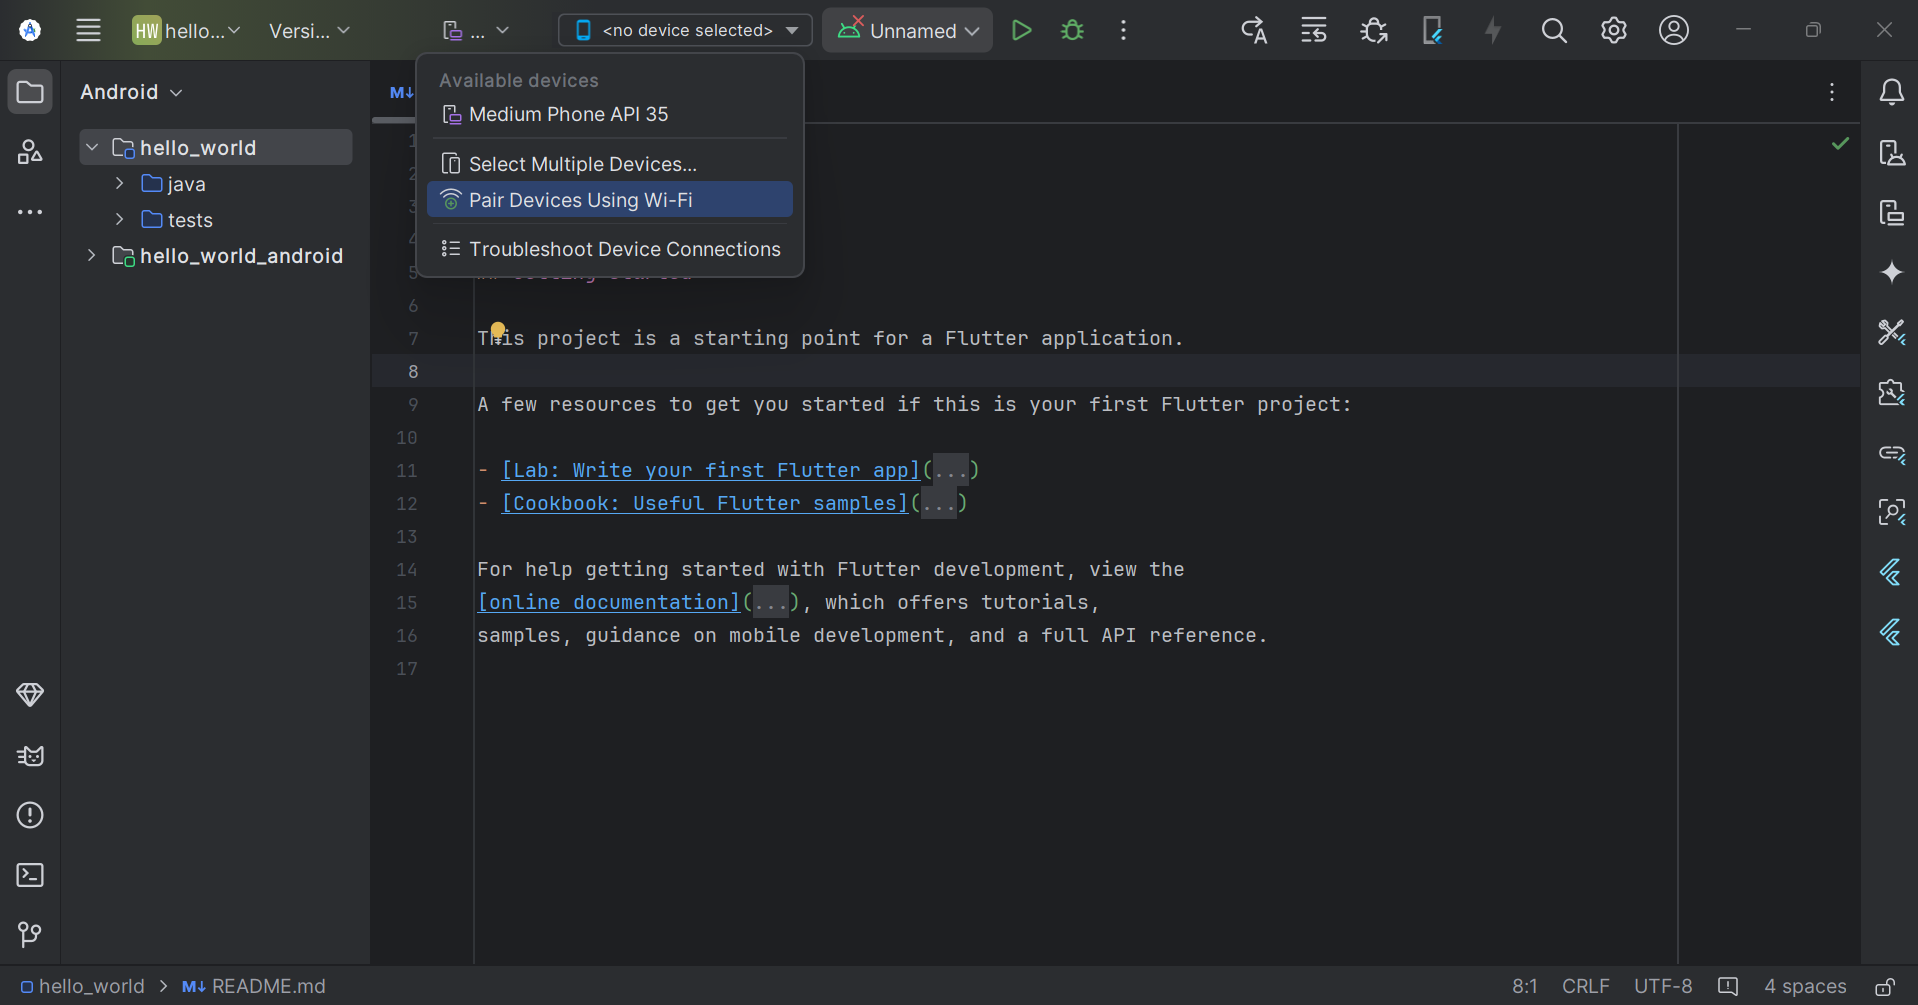 HW hello...
Versi...
...
<no device selected>
Unnamed
Android
M↓
Available devices
Medium Phone API 35
Select Multiple Devices...
Pair Devices Using Wi-Fi
Troubleshoot Device Connections
hello_world
java
tests
hello_world_android
1
2
3
4
5
6
7 This project is a starting point for a Flutter application.
8
9 A few resources to get you started if this is your first Flutter project:
10
11 - [Lab: Write your first Flutter app](...)
12 - [Cookbook: Useful Flutter samples](...)
13
14 For help getting started with Flutter development, view the
15 [online documentation](...), which offers tutorials,
16 samples, guidance on mobile development, and a full API reference.
17
hello_world > M↓ README.md
8:1 CRLF UTF-8 4 spaces